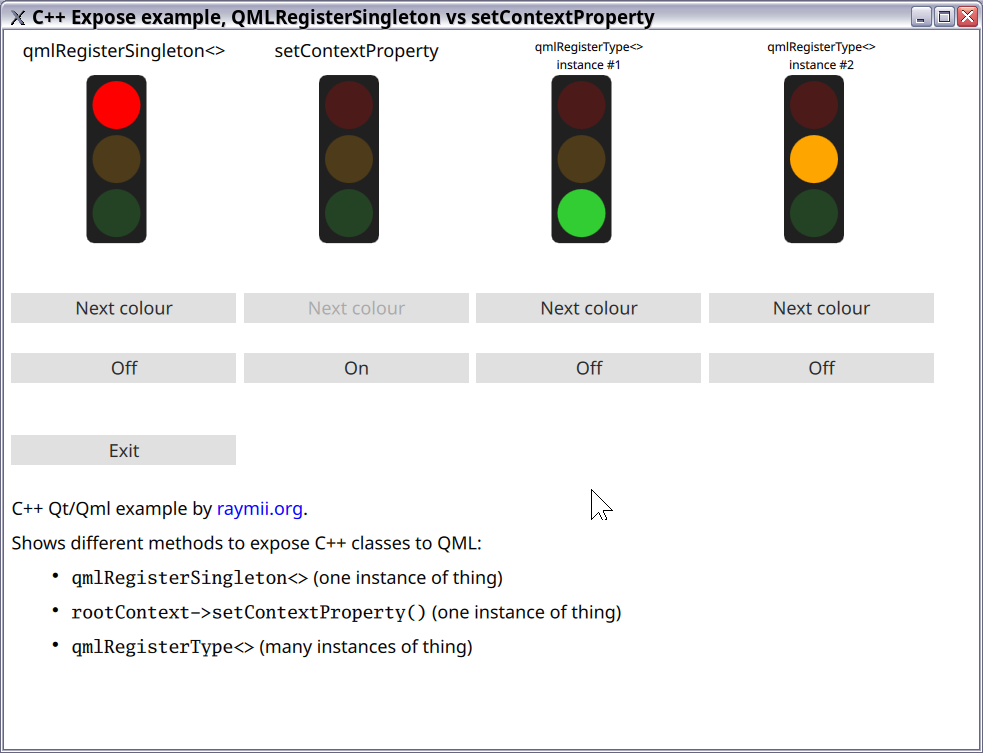 C++ Expose example, QMLRegisterSingleton vs setContextProperty
qmlRegisterSingleton<>
setContextProperty
qmlRegisterType<>
instance #1
qmlRegisterType<>
instance #2
Next colour
Next colour
Next colour
Next colour
Off
On
Off
Off
Exit
C++ Qt/Qml example by raymii.org.
Shows different methods to expose C++ classes to QML:
• qmlRegisterSingleton<> (one instance of thing)
• rootContext->setContextProperty() (one instance of thing)
• qmlRegisterType<> (many instances of thing)